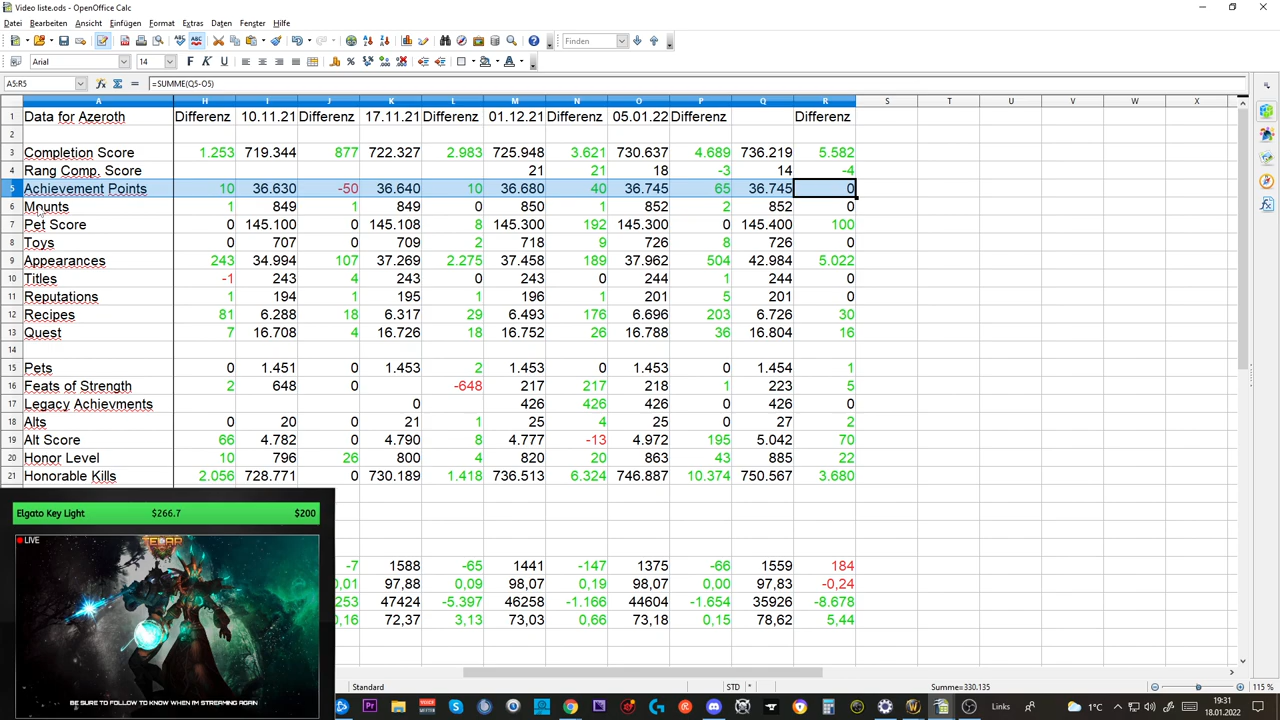 Video liste.ods - OpenOffice Calc
Datei Bearbeiten Ansicht Einfügen Format Extras Daten Fenster Hilfe
Finden
Arial 14
A5:R5 =SUMME(Q5-O5)
A H I J K L M N O P Q R S T U V W X
1 Data for Azeroth Differenz 10.11.21 Differenz 17.11.21 Differenz 01.12.21 Differenz 05.01.22 Differenz Differenz
2
3 Completion Score 1.253 719.344 877 722.327 2.983 725.948 3.621 730.637 4.689 736.219 5.582
4 Rang Comp. Score 21 21 18 -3 14 -4
5 Achievement Points 10 36.630 -50 36.640 10 36.680 40 36.745 65 36.745 0
6 Mounts 1 849 1 849 0 850 1 852 2 852 0
7 Pet Score 0 145.100 0 145.108 8 145.300 192 145.300 0 145.400 100
8 Toys 0 707 0 709 2 718 9 726 8 726 0
9 Appearances 243 34.994 107 37.269 2.275 37.458 189 37.962 504 42.984 5.022
10 Titles -1 243 4 243 0 243 0 244 1 244 0
11 Reputations 1 194 1 195 1 196 1 201 5 201 0
12 Recipes 81 6.288 18 6.317 29 6.493 176 6.696 203 6.726 30
13 Quest 7 16.708 4 16.726 18 16.752 26 16.788 36 16.804 16
14
15 Pets 0 1.451 0 1.453 2 1.453 0 1.453 0 1.454 1
16 Feats of Strength 2 648 0 -648 217 217 218 1 223 5
17 Legacy Achievments 0 426 426 426 0 426 0
18 Alts 0 20 0 21 1 25 4 25 0 27 2
19 Alt Score 66 4.782 0 4.790 8 4.777 -13 4.972 195 5.042 70
20 Honor Level 10 796 26 800 4 820 20 863 43 885 22
21 Honorable Kills 2.056 728.771 0 730.189 1.418 736.513 6.324 746.887 10.374 750.567 3.680
Elgato Key Light $266.7 $200
LIVE
-7 1588 -65 1441 -147 1375 -66 1559 184
0,01 97,88 0,09 98,07 0,19 98,07 0,00 97,83 -0,24
253 47424 -5.397 46258 -1.166 44604 -1.654 35926 -8.678
0,16 72,37 3,13 73,03 0,66 73,18 0,15 78,62 5,44
BE SURE TO FOLLOW TO KNOW WHEN I'M STREAMING AGAIN
Standard STD * Summe=330.135 115 %
Links 1°C 19:31
18.01.2022